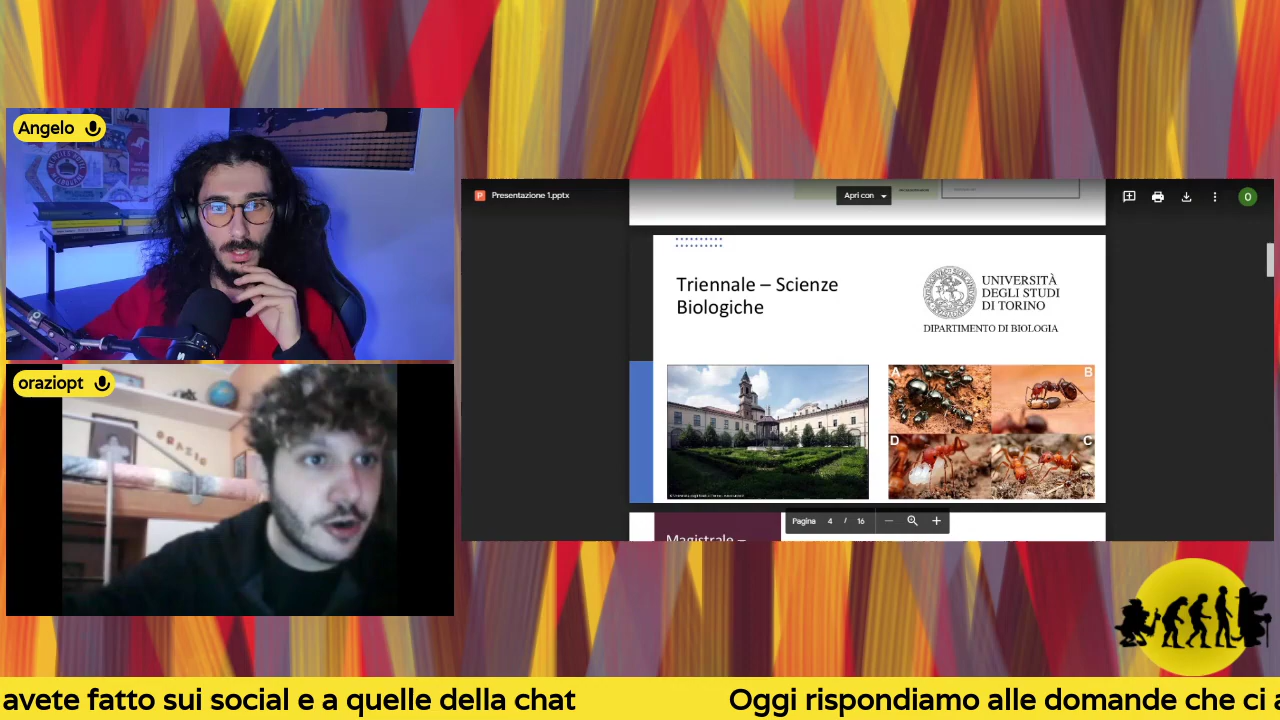 Angelo
oraziopt
ORAZIO
Presentazione 1.pptx
Apri con
O
Triennale – Scienze
Biologiche
UNIVERSITÀ
DEGLI STUDI
DI TORINO
DIPARTIMENTO DI BIOLOGIA
A
B
D
C
Pagina 4 / 16
Magistrale –
avete fatto sui social e a quelle della chat
Oggi rispondiamo alle domande che ci a